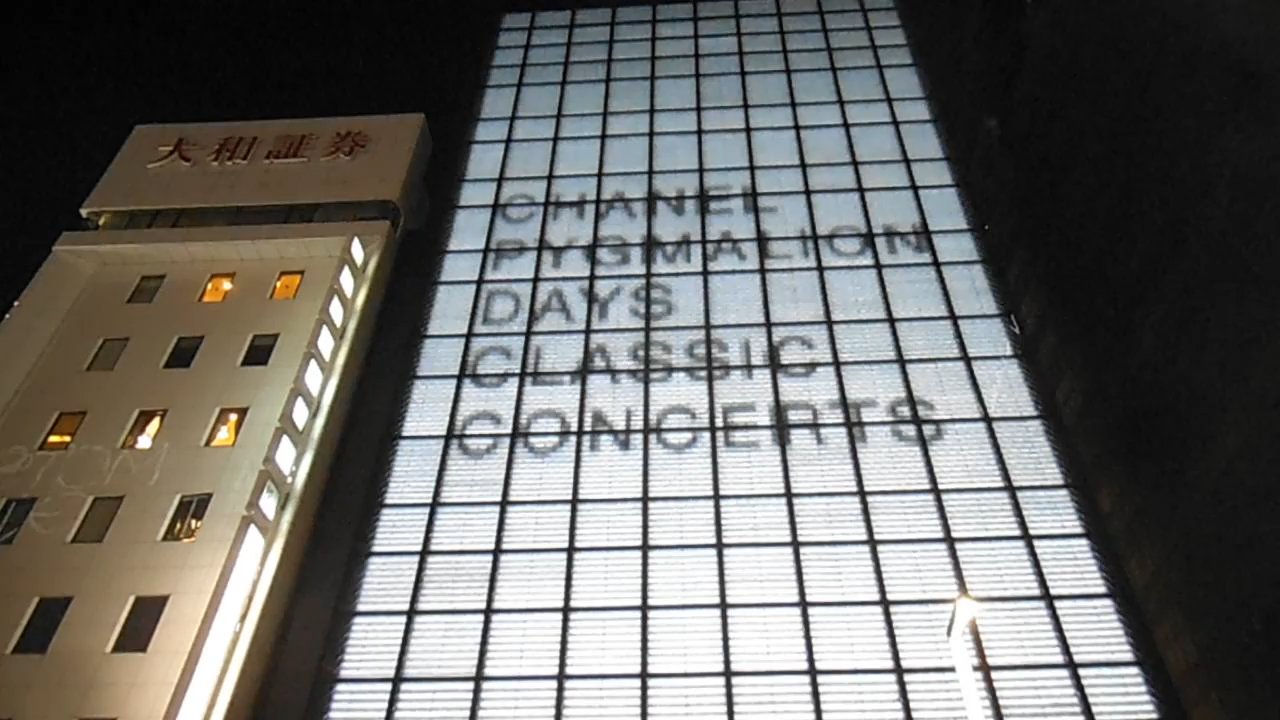 大和証券
CHANEL
PYGMALION
DAYS
CLASSIC
CONCERTS